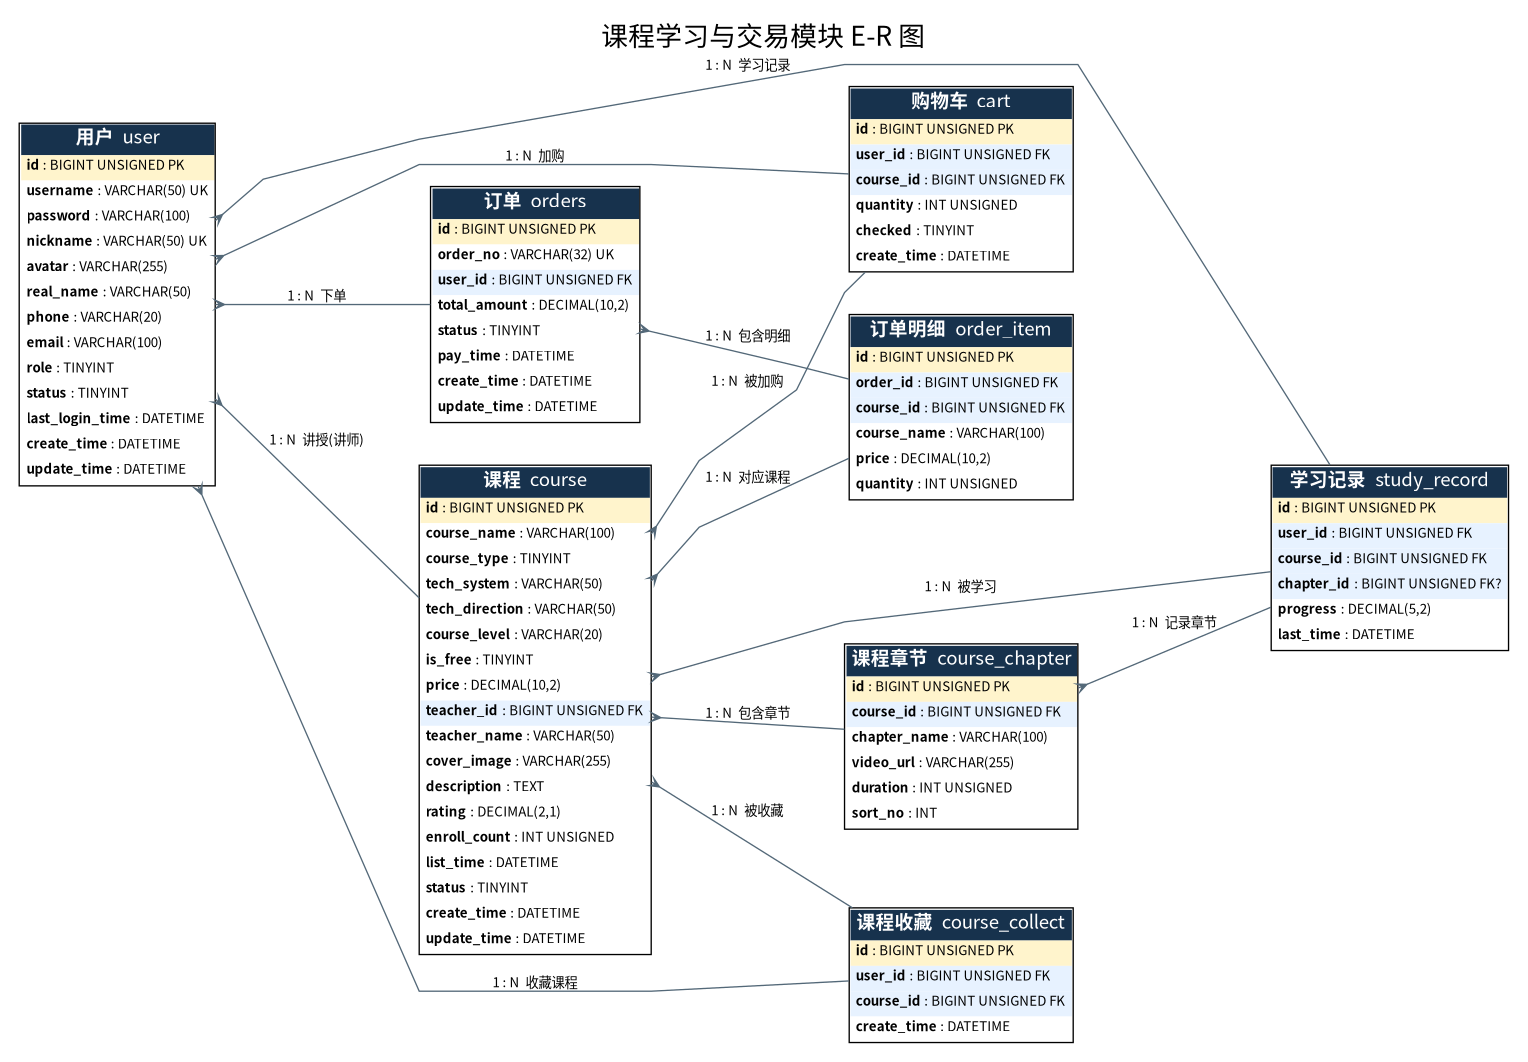 课程学习与交易模块 E-R 图
1 : N 学习记录
1 : N 加购
1 : N 下单
1 : N 讲授(讲师)
1 : N 收藏课程
1 : N 包含明细
1 : N 被加购
1 : N 对应课程
1 : N 被学习
1 : N 包含章节
1 : N 被收藏
1 : N 记录章节
用户 user
id : BIGINT UNSIGNED PK
username : VARCHAR(50) UK
password : VARCHAR(100)
nickname : VARCHAR(50) UK
avatar : VARCHAR(255)
real_name : VARCHAR(50)
phone : VARCHAR(20)
email : VARCHAR(100)
role : TINYINT
status : TINYINT
last_login_time : DATETIME
create_time : DATETIME
update_time : DATETIME
订单 orders
id : BIGINT UNSIGNED PK
order_no : VARCHAR(32) UK
user_id : BIGINT UNSIGNED FK
total_amount : DECIMAL(10,2)
status : TINYINT
pay_time : DATETIME
create_time : DATETIME
update_time : DATETIME
课程 course
id : BIGINT UNSIGNED PK
course_name : VARCHAR(100)
course_type : TINYINT
tech_system : VARCHAR(50)
tech_direction : VARCHAR(50)
course_level : VARCHAR(20)
is_free : TINYINT
price : DECIMAL(10,2)
teacher_id : BIGINT UNSIGNED FK
teacher_name : VARCHAR(50)
cover_image : VARCHAR(255)
description : TEXT
rating : DECIMAL(2,1)
enroll_count : INT UNSIGNED
list_time : DATETIME
status : TINYINT
create_time : DATETIME
update_time : DATETIME
购物车 cart
id : BIGINT UNSIGNED PK
user_id : BIGINT UNSIGNED FK
course_id : BIGINT UNSIGNED FK
quantity : INT UNSIGNED
checked : TINYINT
create_time : DATETIME
订单明细 order_item
id : BIGINT UNSIGNED PK
order_id : BIGINT UNSIGNED FK
course_id : BIGINT UNSIGNED FK
course_name : VARCHAR(100)
price : DECIMAL(10,2)
quantity : INT UNSIGNED
课程章节 course_chapter
id : BIGINT UNSIGNED PK
course_id : BIGINT UNSIGNED FK
chapter_name : VARCHAR(100)
video_url : VARCHAR(255)
duration : INT UNSIGNED
sort_no : INT
课程收藏 course_collect
id : BIGINT UNSIGNED PK
user_id : BIGINT UNSIGNED FK
course_id : BIGINT UNSIGNED FK
create_time : DATETIME
学习记录 study_record
id : BIGINT UNSIGNED PK
user_id : BIGINT UNSIGNED FK
course_id : BIGINT UNSIGNED FK
chapter_id : BIGINT UNSIGNED FK?
progress : DECIMAL(5,2)
last_time : DATETIME